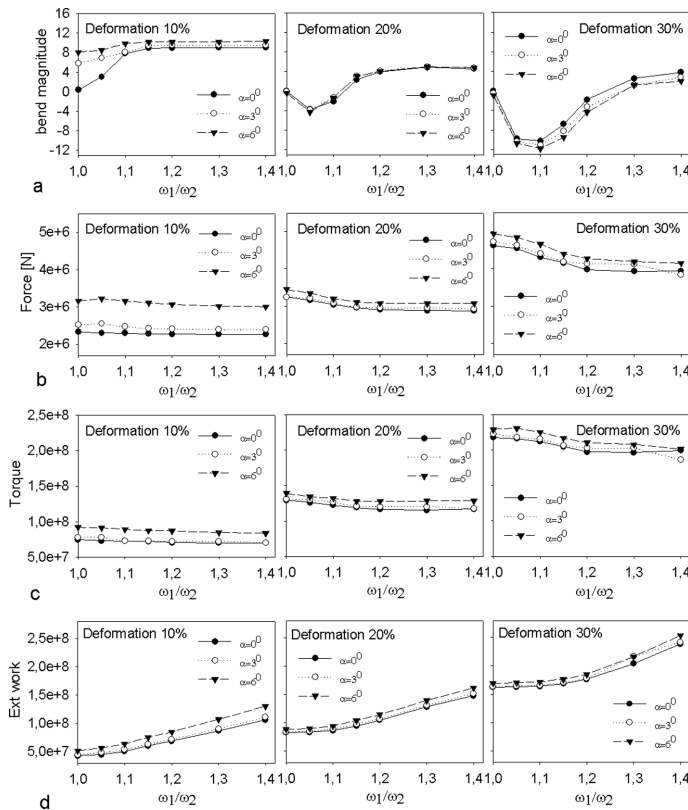 Deformation 10% Deformation 20% Deformation 30%
16
12
8
4
0
-4
-8
-12
bend magnitude
α=0⁰ α=0⁰ α=0⁰
α=3⁰ α=3⁰ α=3⁰
α=6⁰ α=6⁰ α=6⁰
1,0 1,1 1,2 1,3 1,4 1,0 1,1 1,2 1,3 1,4 1,0 1,1 1,2 1,3 1,4
a ω₁/ω₂ ω₁/ω₂ ω₁/ω₂
Deformation 10% Deformation 20% Deformation 30%
5e+6
4e+6
3e+6
2e+6
Force [N]
α=0⁰ α=0⁰ α=0⁰
α=3⁰ α=3⁰ α=3⁰
α=6⁰ α=6⁰ α=6⁰
1,0 1,1 1,2 1,3 1,4 1,0 1,1 1,2 1,3 1,4 1,0 1,1 1,2 1,3 1,4
b ω₁/ω₂ ω₁/ω₂ ω₁/ω₂
Deformation 10% Deformation 20% Deformation 30%
2,5e+8
2,0e+8
1,5e+8
1,0e+8
5,0e+7
Torque
α=0⁰ α=0⁰ α=0⁰
α=3⁰ α=3⁰ α=3⁰
α=6⁰ α=6⁰ α=6⁰
1,0 1,1 1,2 1,3 1,4 1,0 1,1 1,2 1,3 1,4 1,0 1,1 1,2 1,3 1,4
c ω₁/ω₂ ω₁/ω₂ ω₁/ω₂
Deformation 10% Deformation 20% Deformation 30%
2,5e+8
2,0e+8
1,5e+8
1,0e+8
5,0e+7
Ext work
α=0⁰ α=0⁰ α=0⁰
α=3⁰ α=3⁰ α=3⁰
α=6⁰ α=6⁰ α=6⁰
1,0 1,1 1,2 1,3 1,4 1,0 1,1 1,2 1,3 1,4 1,0 1,1 1,2 1,3 1,4
d ω₁/ω₂ ω₁/ω₂ ω₁/ω₂